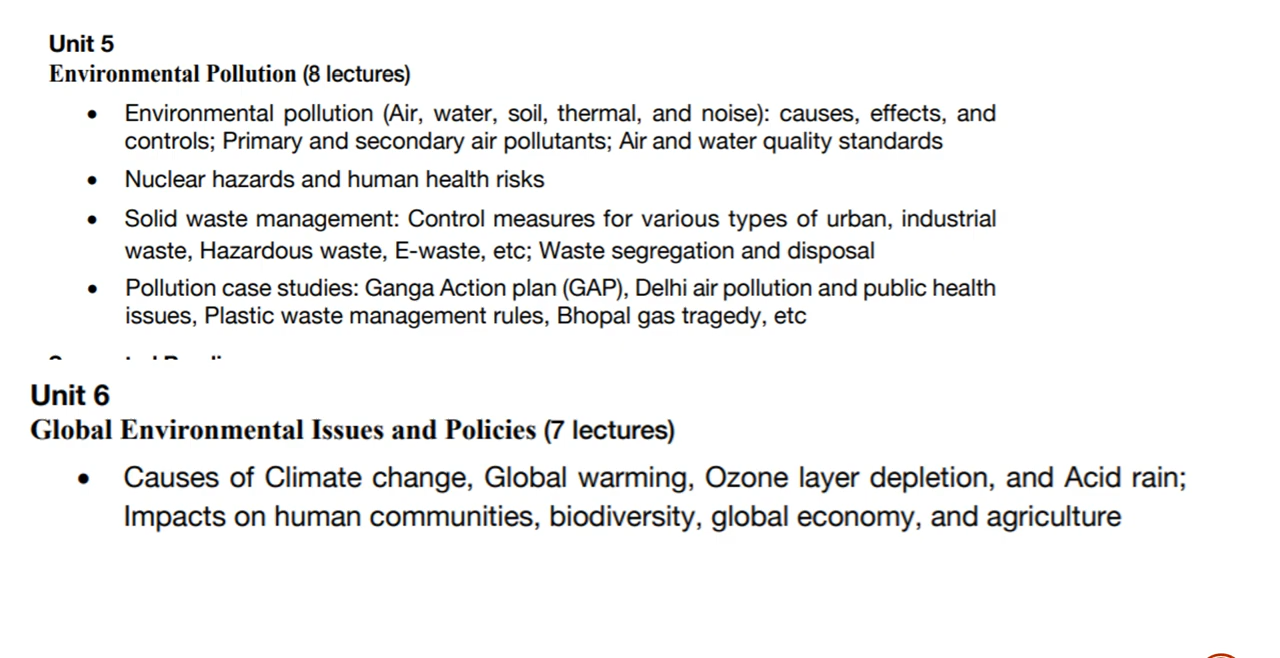 Unit 5
Environmental Pollution (8 lectures)
• Environmental pollution (Air, water, soil, thermal, and noise): causes, effects, and
controls; Primary and secondary air pollutants; Air and water quality standards
• Nuclear hazards and human health risks
• Solid waste management: Control measures for various types of urban, industrial
waste, Hazardous waste, E-waste, etc; Waste segregation and disposal
• Pollution case studies: Ganga Action plan (GAP), Delhi air pollution and public health
issues, Plastic waste management rules, Bhopal gas tragedy, etc
Unit 6
Global Environmental Issues and Policies (7 lectures)
• Causes of Climate change, Global warming, Ozone layer depletion, and Acid rain;
Impacts on human communities, biodiversity, global economy, and agriculture